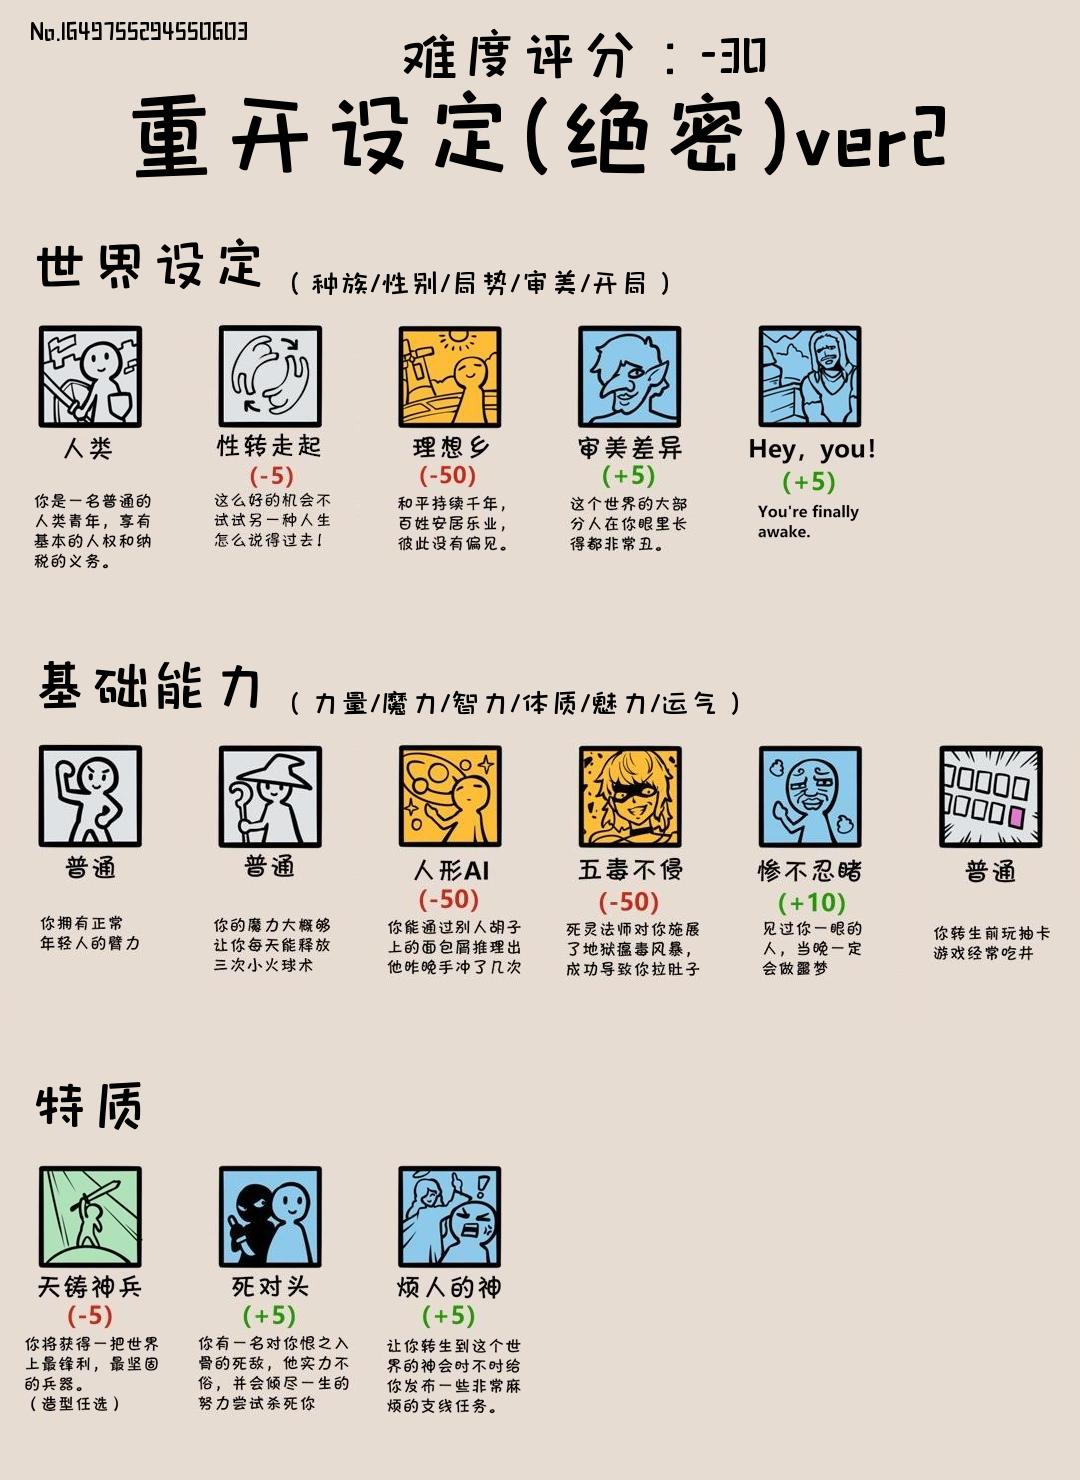 No.1649755294550603
难度评分：-30
重开设定(绝密)ver2
世界设定 （种族/性别/局势/审美/开局）
人类
你是一名普通的
人类青年，享有
基本的人权和纳
税的义务。
性转走起
(-5)
这么好的机会不
试试另一种人生
怎么说得过去！
理想乡
(-50)
和平持续千年，
百姓安居乐业，
彼此没有偏见。
审美差异
(+5)
这个世界的大部
分人在你眼里长
得都非常丑。
Hey, you!
(+5)
You're finally
awake.
基础能力 （力量/魔力/智力/体质/魅力/运气）
普通
你拥有正常
年轻人的臂力
普通
你的魔力大概够
让你每天能释放
三次小火球术
人形AI
(-50)
你能通过别人胡子
上的面包屑推理出
他昨晚手冲了几次
五毒不侵
(-50)
死灵法师对你施展
了地狱瘟毒风暴，
成功导致你拉肚子
惨不忍睹
(+10)
见过你一眼的
人，当晚一定
会做噩梦
普通
你转生前玩抽卡
游戏经常吃井
特质
天铸神兵
(-5)
你将获得一把世界
上最锋利，最坚固
的兵器。
（造型任选）
死对头
(+5)
你有一名对你恨之入
骨的死敌，他实力不
俗，并会倾尽一生的
努力尝试杀死你
烦人的神
(+5)
让你转生到这个世
界的神会时不时给
你发布一些非常麻
烦的支线任务。